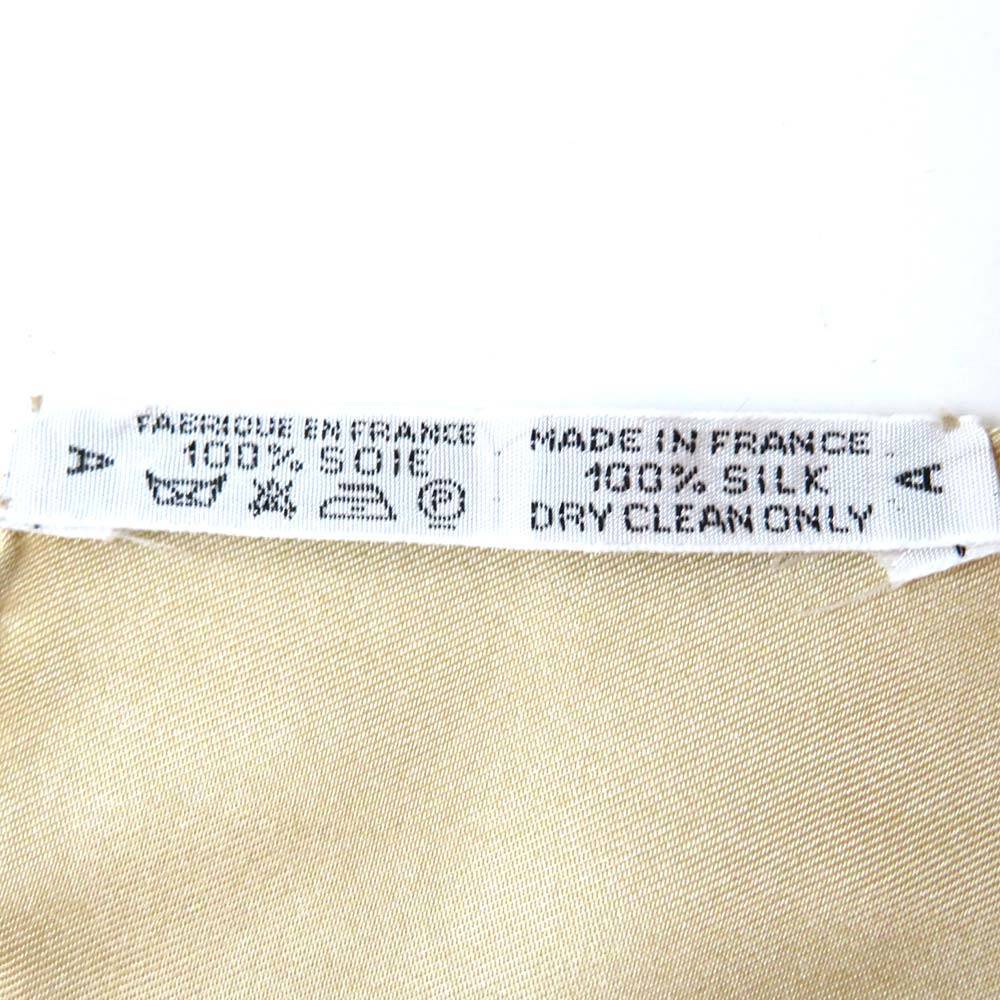 A
FABRIQUE EN FRANCE
100% SOIE
P
MADE IN FRANCE
100% SILK
DRY CLEAN ONLY
A